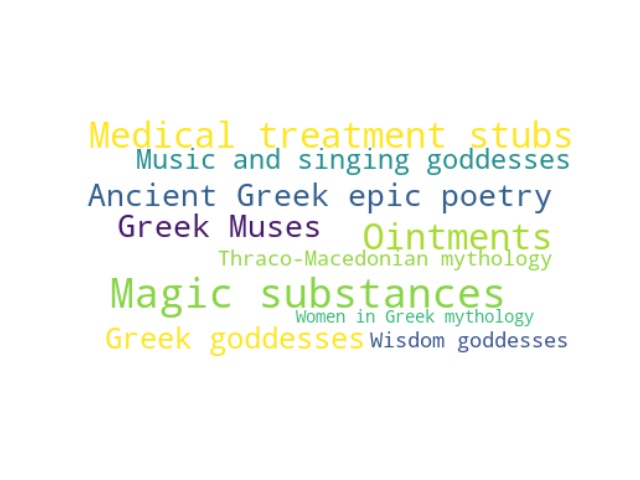 Medical treatment stubs
Music and singing goddesses
Ancient Greek epic poetry
Greek Muses
Ointments
Thraco-Macedonian mythology
Magic substances
Women in Greek mythology
Greek goddesses
Wisdom goddesses